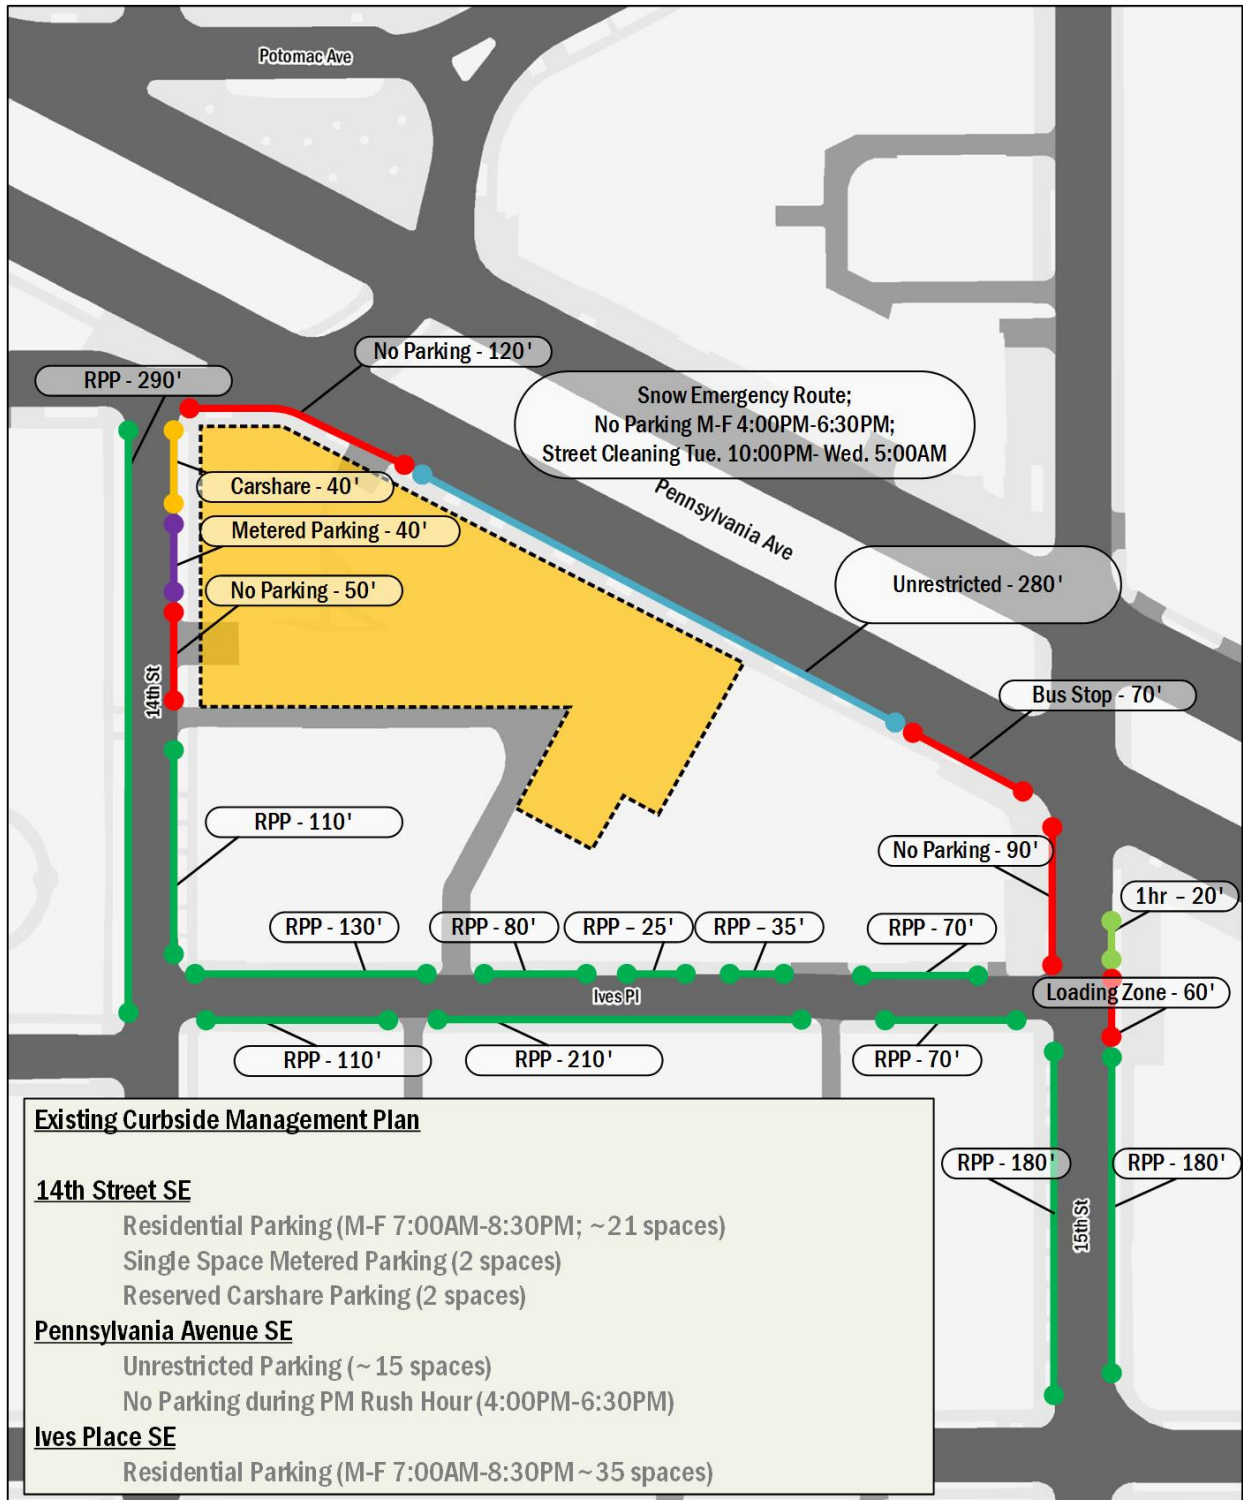 Potomac Ave
No Parking - 120'
RPP - 290'
Snow Emergency Route;
No Parking M-F 4:00PM-6:30PM;
Street Cleaning Tue. 10:00PM- Wed. 5:00AM
Carshare - 40'
Pennsylvania Ave
Metered Parking - 40'
Unrestricted - 280'
No Parking - 50'
14th St
Bus Stop - 70'
RPP - 110'
No Parking - 90'
1hr – 20'
RPP - 130'
RPP - 80'
RPP – 25'
RPP – 35'
RPP - 70'
Ives Pl
Loading Zone - 60'
RPP - 110'
RPP - 210'
RPP - 70'
RPP - 180'
RPP - 180'
15th St
Existing Curbside Management Plan
14th Street SE
Residential Parking (M-F 7:00AM-8:30PM; ~21 spaces)
Single Space Metered Parking (2 spaces)
Reserved Carshare Parking (2 spaces)
Pennsylvania Avenue SE
Unrestricted Parking (~ 15 spaces)
No Parking during PM Rush Hour (4:00PM-6:30PM)
Ives Place SE
Residential Parking (M-F 7:00AM-8:30PM ~35 spaces)